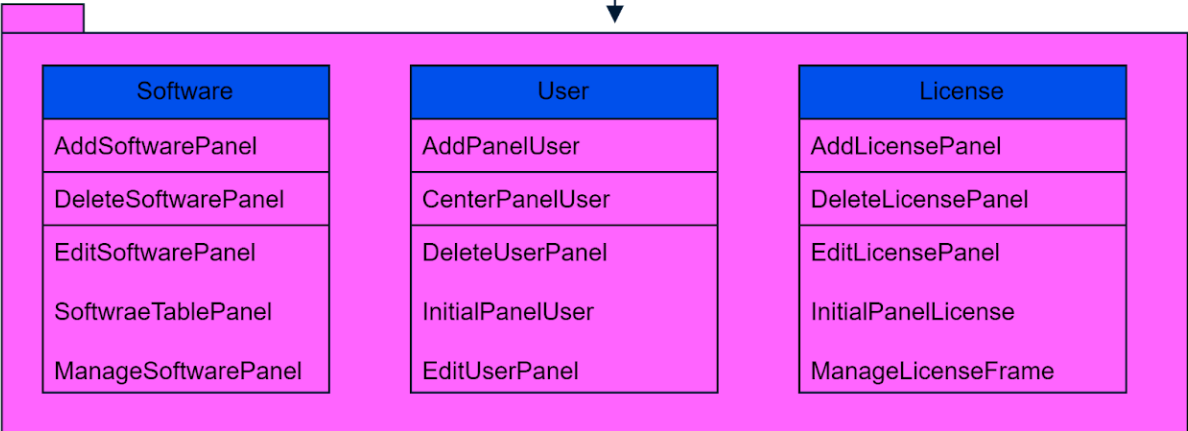 Software
AddSoftwarePanel
DeleteSoftwarePanel
EditSoftwarePanel
SoftwraeTablePanel
ManageSoftwarePanel
User
AddPanelUser
CenterPanelUser
DeleteUserPanel
InitialPanelUser
EditUserPanel
License
AddLicensePanel
DeleteLicensePanel
EditLicensePanel
InitialPanelLicense
ManageLicenseFrame